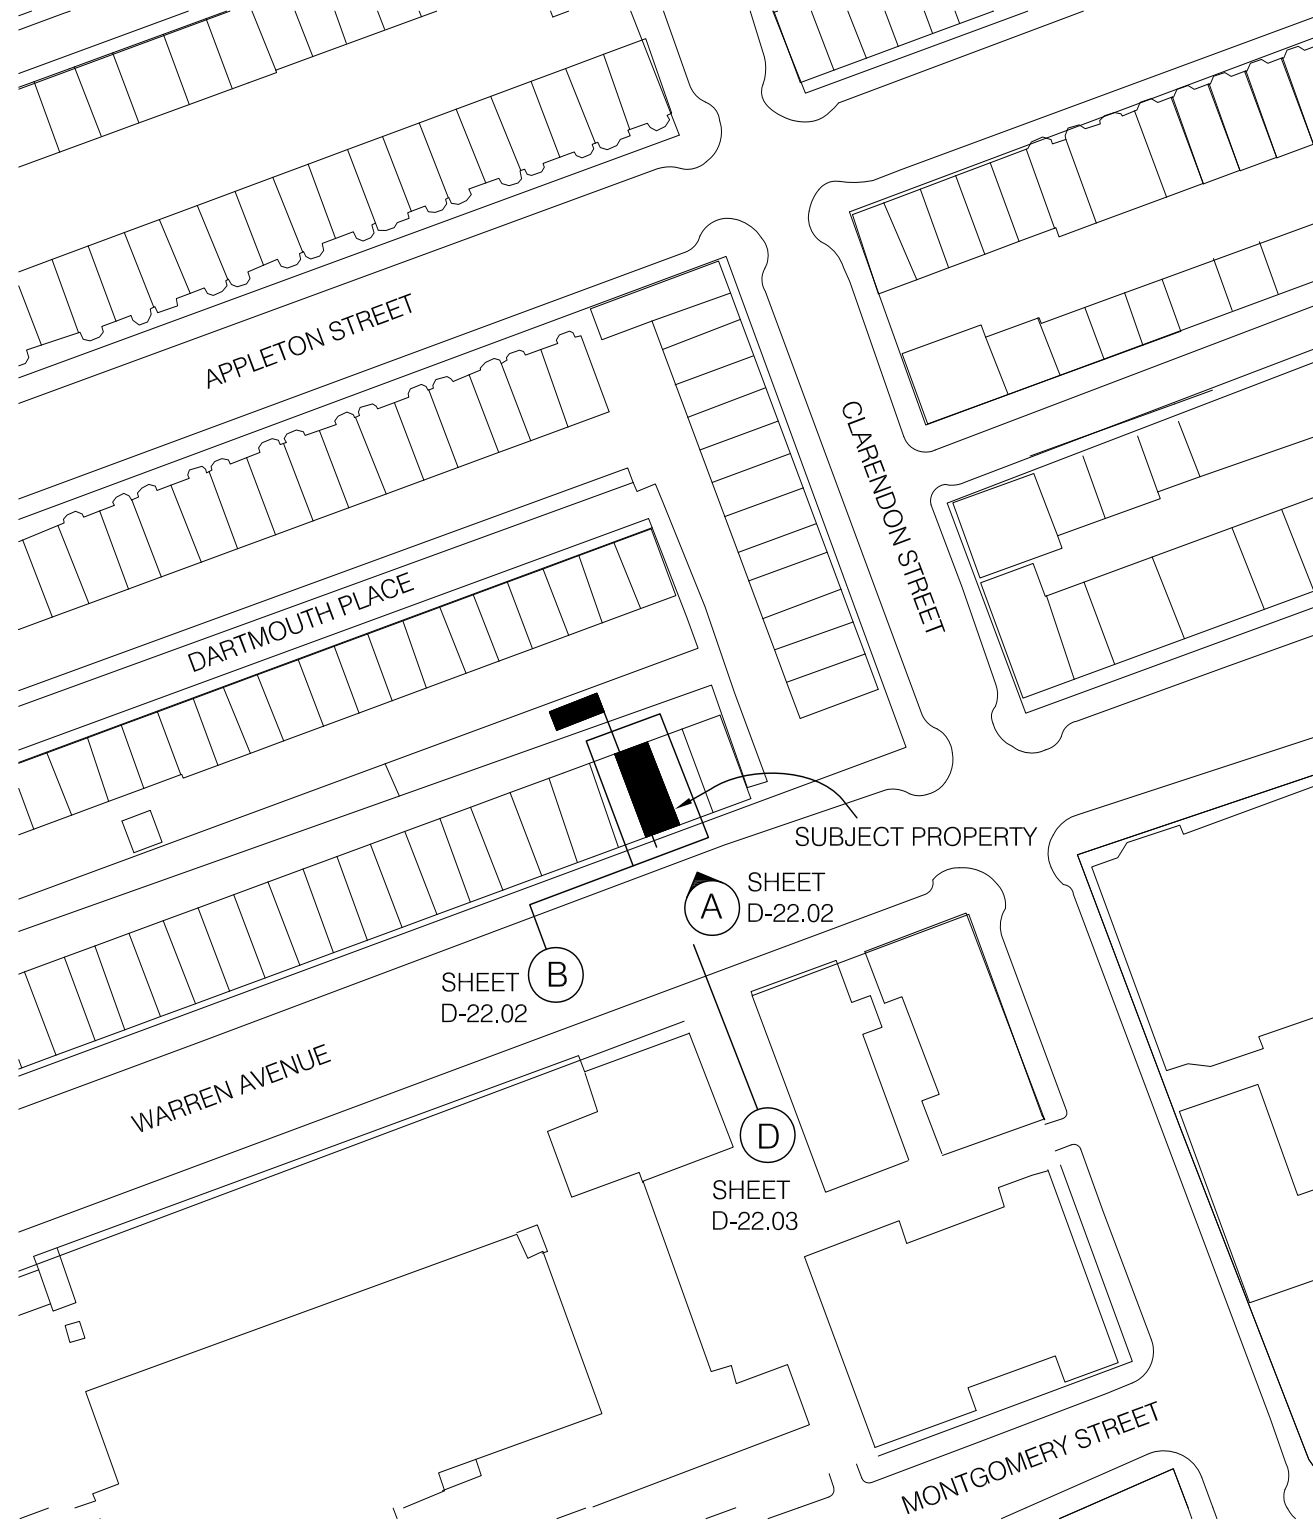 APPLETON STREET
CLARENDON STREET
DARTMOUTH PLACE
SUBJECT PROPERTY
A
SHEET
D-22.02
B
SHEET
D-22.02
WARREN AVENUE
D
SHEET
D-22.03
MONTGOMERY STREET